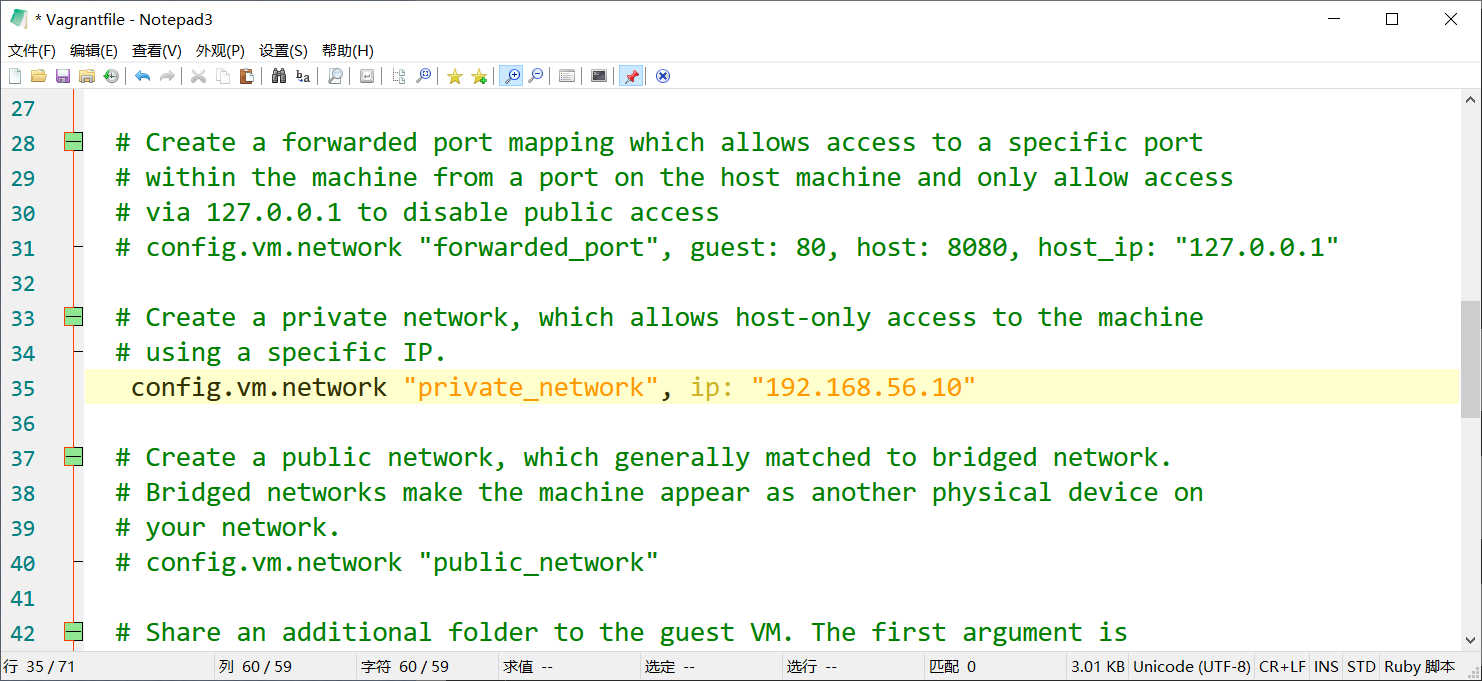 * Vagrantfile - Notepad3
文件(F) 编辑(E) 查看(V) 外观(P) 设置(S) 帮助(H)
27
28 # Create a forwarded port mapping which allows access to a specific port
29 # within the machine from a port on the host machine and only allow access
30 # via 127.0.0.1 to disable public access
31 # config.vm.network "forwarded_port", guest: 80, host: 8080, host_ip: "127.0.0.1"
32
33 # Create a private network, which allows host-only access to the machine
34 # using a specific IP.
35 config.vm.network "private_network", ip: "192.168.56.10"
36
37 # Create a public network, which generally matched to bridged network.
38 # Bridged networks make the machine appear as another physical device on
39 # your network.
40 # config.vm.network "public_network"
41
42 # Share an additional folder to the guest VM. The first argument is
行 35 / 71 列 60 / 59 字符 60 / 59 求值 -- 选定 -- 选行 -- 匹配 0 3.01 KB Unicode (UTF-8) CR+LF INS STD Ruby 脚本